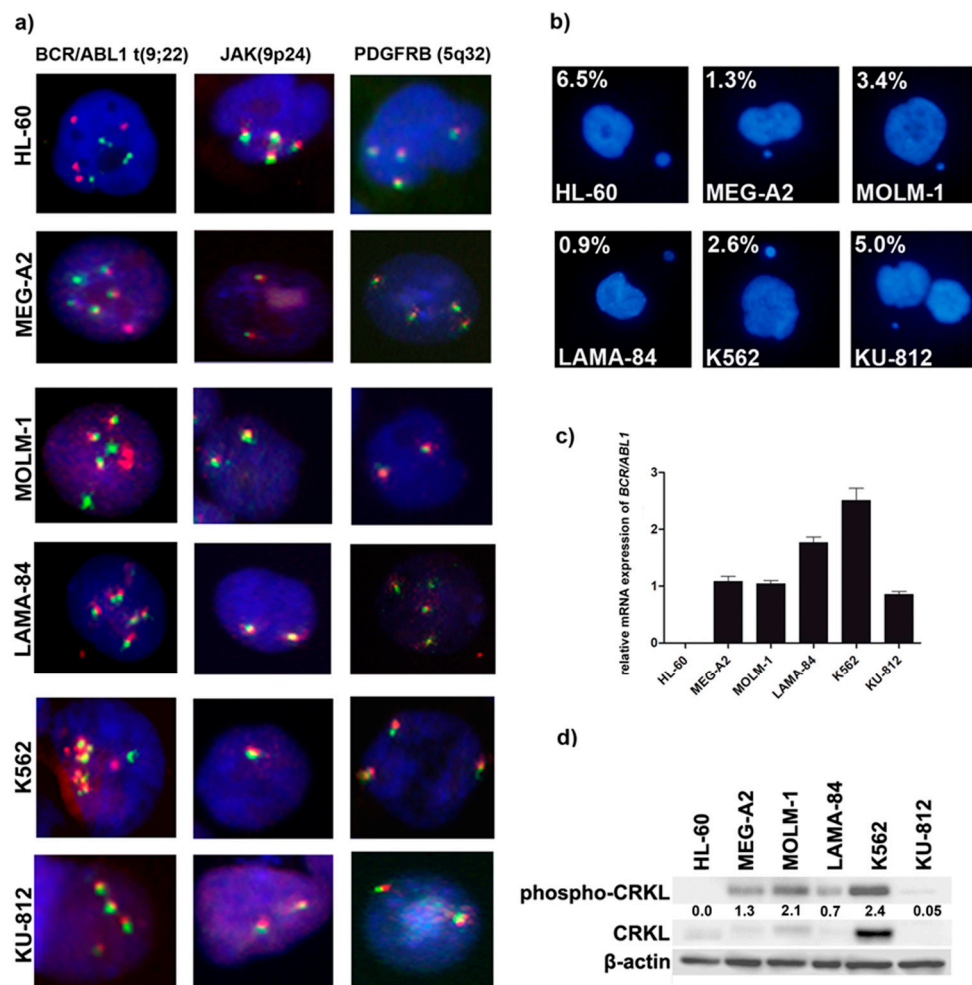 a)
BCR/ABL1 t(9;22) JAK(9p24) PDGFRB (5q32)
HL-60
MEG-A2
MOLM-1
LAMA-84
K562
KU-812
b)
6.5% 1.3% 3.4%
HL-60 MEG-A2 MOLM-1
0.9% 2.6% 5.0%
LAMA-84 K562 KU-812
c)
relative mRNA expression of BCR/ABL1
3
2
1
0
HL-60 MEG-A2 MOLM-1 LAMA-84 K562 KU-812
d)
HL-60 MEG-A2 MOLM-1 LAMA-84 K562 KU-812
phospho-CRKL
0.0 1.3 2.1 0.7 2.4 0.05
CRKL
β-actin